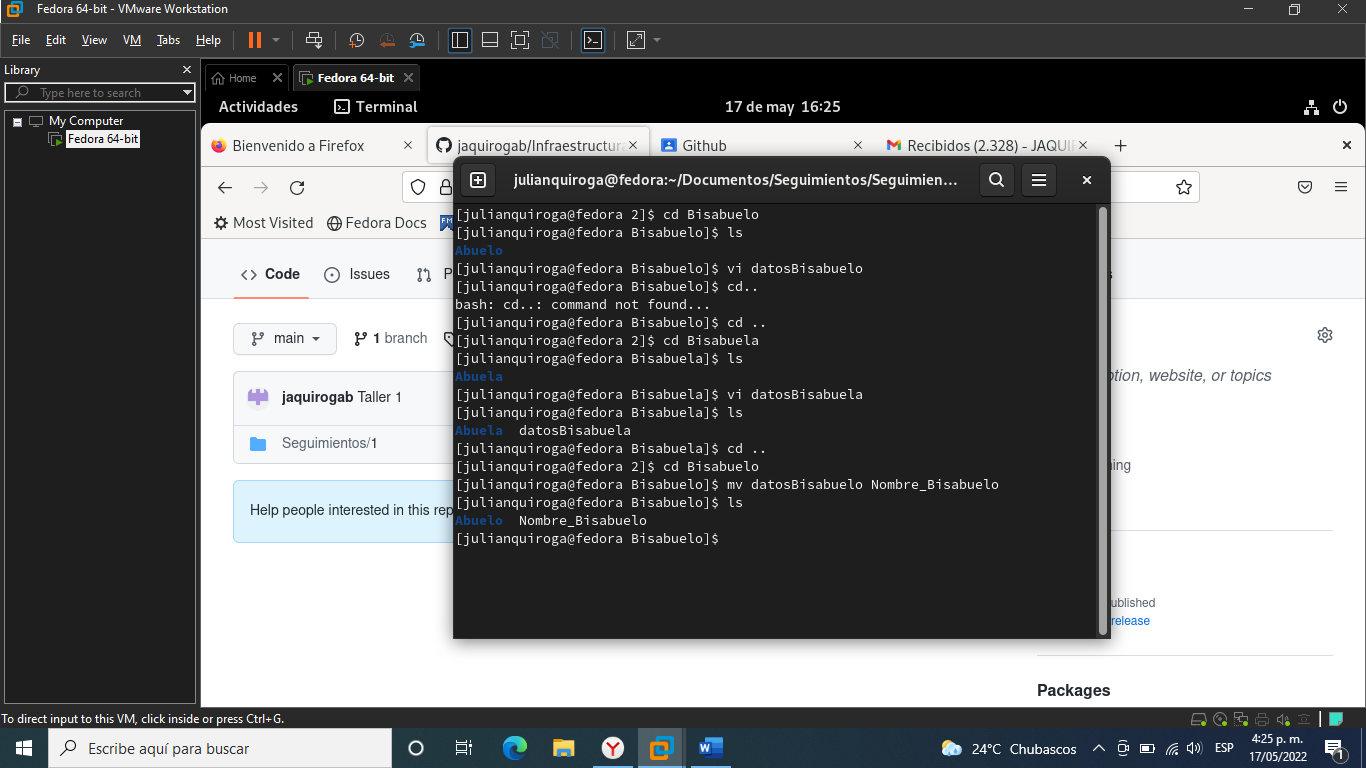 Fedora 64-bit - VMware Workstation
File Edit View VM Tabs Help
Library
Type here to search
My Computer
Fedora 64-bit
Home
Fedora 64-bit
Actividades
Terminal
17 de may 16:25
Bienvenido a Firefox
jaquirogab/Infraestructura
Github
Recibidos (2.328) - JAQUIR
Most Visited
Fedora Docs
Code
Issues
main
1 branch
jaquirogab Taller 1
Seguimientos/1
Help people interested in this rep
julianquiroga@fedora:~/Documentos/Seguimientos/Seguimien...
[julianquiroga@fedora 2]$ cd Bisabuelo
[julianquiroga@fedora Bisabuelo]$ ls
Abuelo
[julianquiroga@fedora Bisabuelo]$ vi datosBisabuelo
[julianquiroga@fedora Bisabuelo]$ cd..
bash: cd..: command not found...
[julianquiroga@fedora Bisabuelo]$ cd ..
[julianquiroga@fedora 2]$ cd Bisabuela
[julianquiroga@fedora Bisabuela]$ ls
Abuela
[julianquiroga@fedora Bisabuela]$ vi datosBisabuela
[julianquiroga@fedora Bisabuela]$ ls
Abuela datosBisabuela
[julianquiroga@fedora Bisabuela]$ cd ..
[julianquiroga@fedora 2]$ cd Bisabuelo
[julianquiroga@fedora Bisabuelo]$ mv datosBisabuelo Nombre_Bisabuelo
[julianquiroga@fedora Bisabuelo]$ ls
Abuelo Nombre_Bisabuelo
[julianquiroga@fedora Bisabuelo]$
ption, website, or topics
ning
ublished
release
Packages
To direct input to this VM, click inside or press Ctrl+G.
Escribe aquí para buscar
24°C Chubascos
ESP
4:25 p. m.
17/05/2022
1